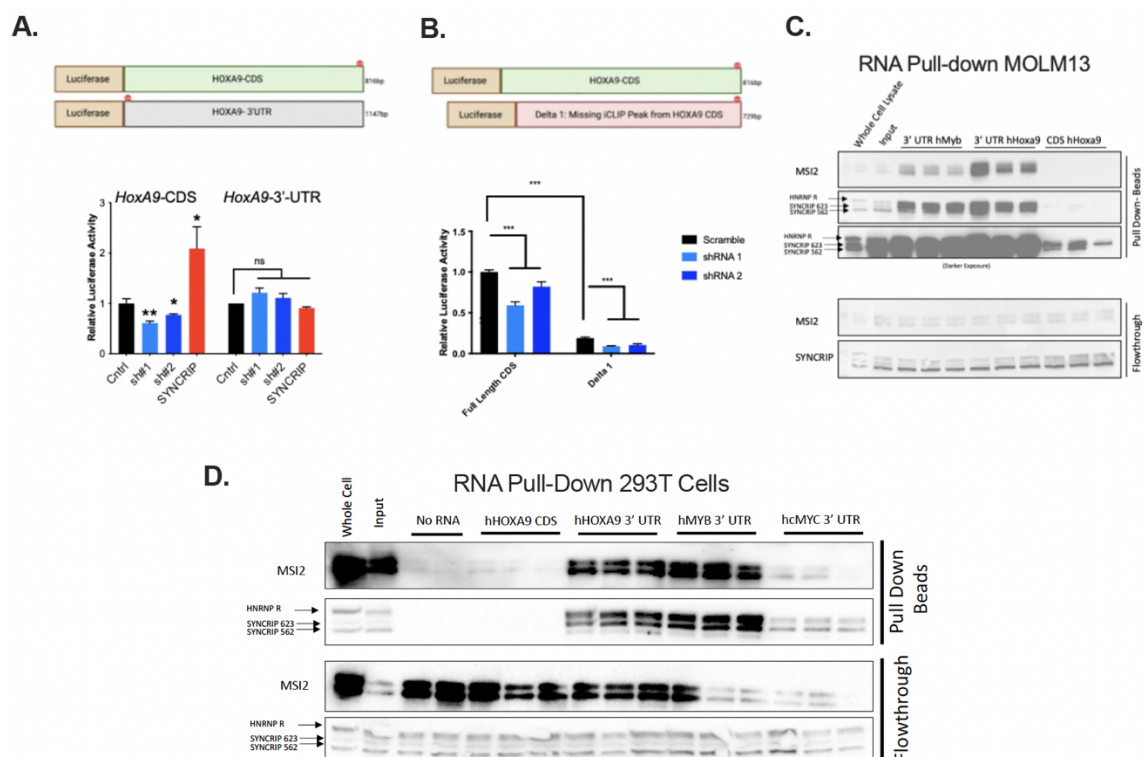 A.
Luciferase HOXA9-CDS 816bp
Luciferase HOXA9- 3'UTR 1147bp
HoxA9-CDS HoxA9-3'-UTR
Relative Luciferase Activity
3
2
1
0
** * * ns
Cntrl sh#1 sh#2 SYNCRIP Cntrl sh#1 sh#2 SYNCRIP
B.
Luciferase HOXA9-CDS 816bp
Luciferase Delta 1: Missing iCLIP Peak from HOXA9 CDS 729bp
Relative Luciferase Activity
1.5
1.0
0.5
0.0
***
*** ***
Full Length CDS Delta 1
Scramble
shRNA 1
shRNA 2
C.
RNA Pull-down MOLM13
Whole Cell Lysate Input 3' UTR hMyb 3' UTR hHoxa9 CDS hHoxa9
MSI2
HNRNP R
SYNCRIP 623
SYNCRIP 562
HNRNP R
SYNCRIP 623
SYNCRIP 562
(Darker Exposure)
Pull Down- Beads
MSI2
SYNCRIP
Flowthrough
D.
RNA Pull-Down 293T Cells
Whole Cell Input No RNA hHOXA9 CDS hHOXA9 3' UTR hMYB 3' UTR hcMYC 3' UTR
MSI2
HNRNP R
SYNCRIP 623
SYNCRIP 562
Pull Down
Beads
MSI2
HNRNP R
SYNCRIP 623
SYNCRIP 562
Flowthrough